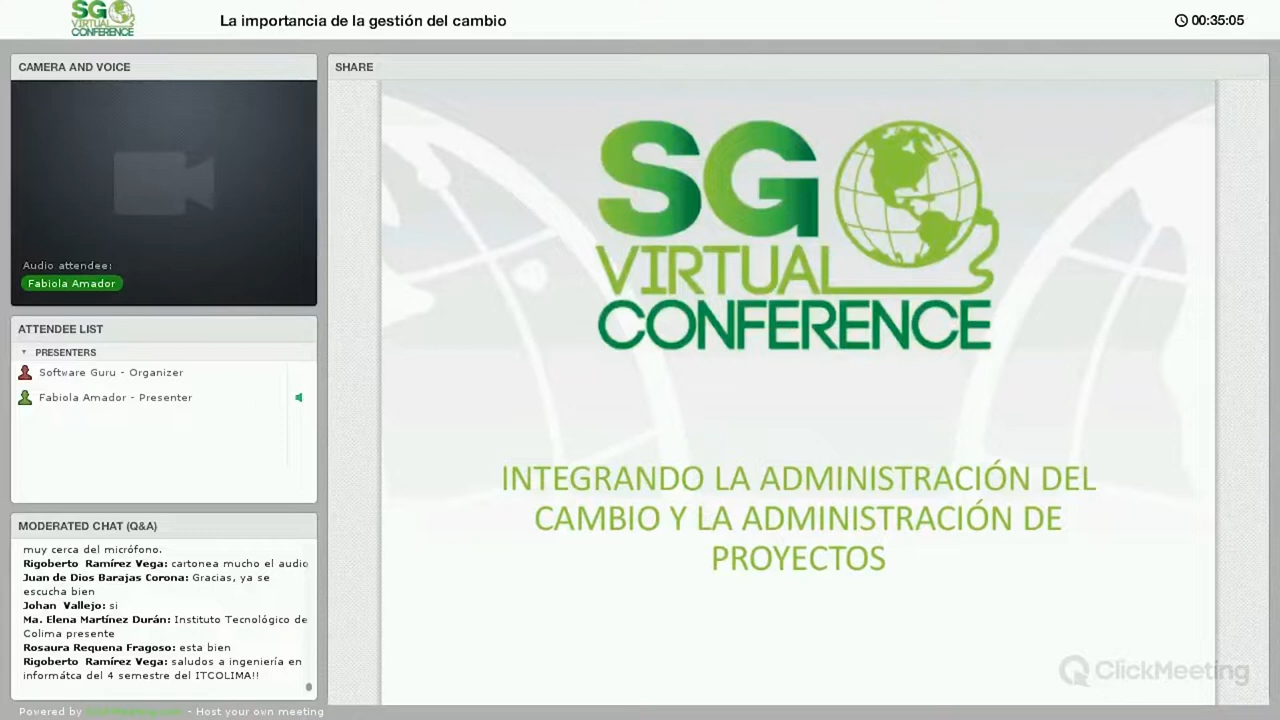 SG
VIRTUAL
CONFERENCE
La importancia de la gestión del cambio
00:35:05
CAMERA AND VOICE
Audio attendee:
Fabiola Amador
ATTENDEE LIST
PRESENTERS
Software Guru - Organizer
Fabiola Amador - Presenter
MODERATED CHAT (Q&A)
muy cerca del micrófono.
Rigoberto Ramírez Vega: cartonea mucho el audio
Juan de Dios Barajas Corona: Gracias, ya se
escucha bien
Johan Vallejo: si
Ma. Elena Martínez Durán: Instituto Tecnológico de
Colima presente
Rosaura Requena Fragoso: esta bien
Rigoberto Ramírez Vega: saludos a ingeniería en
informátca del 4 semestre del ITCOLIMA!!
Powered by ClickMeeting.com - Host your own meeting
SHARE
SG
VIRTUAL
CONFERENCE
INTEGRANDO LA ADMINISTRACIÓN DEL
CAMBIO Y LA ADMINISTRACIÓN DE
PROYECTOS
ClickMeeting